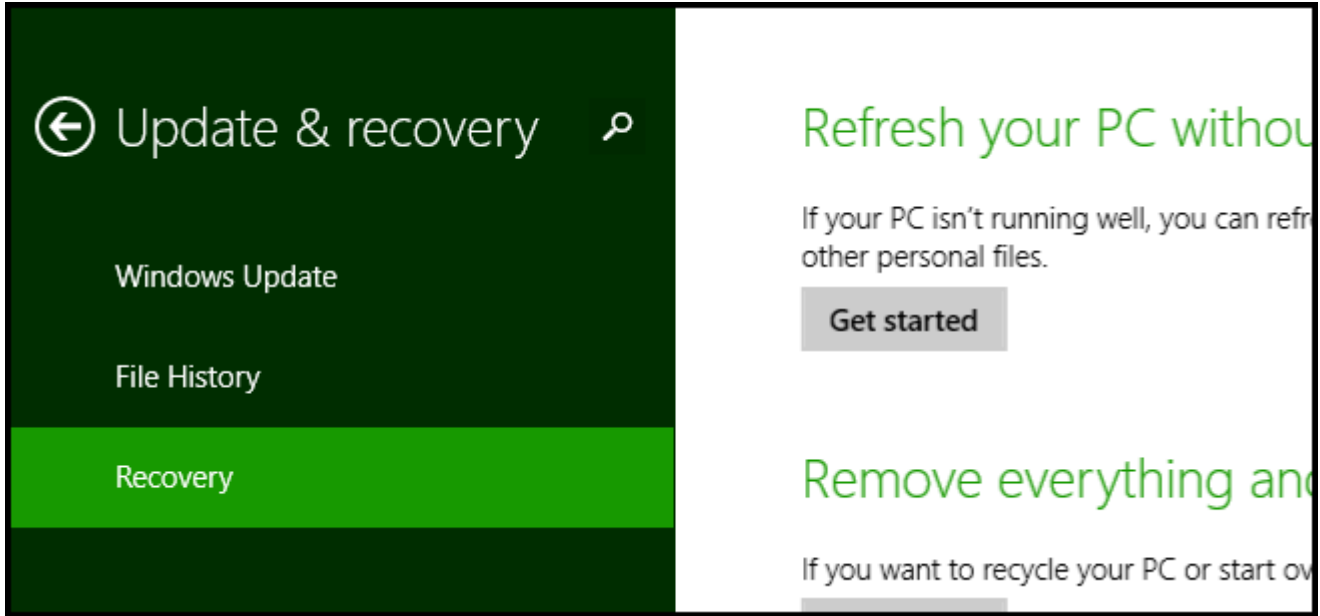 Update & recovery
Windows Update
File History
Recovery
Refresh your PC withou
If your PC isn't running well, you can refr
other personal files.
Get started
Remove everything and
If you want to recycle your PC or start ov